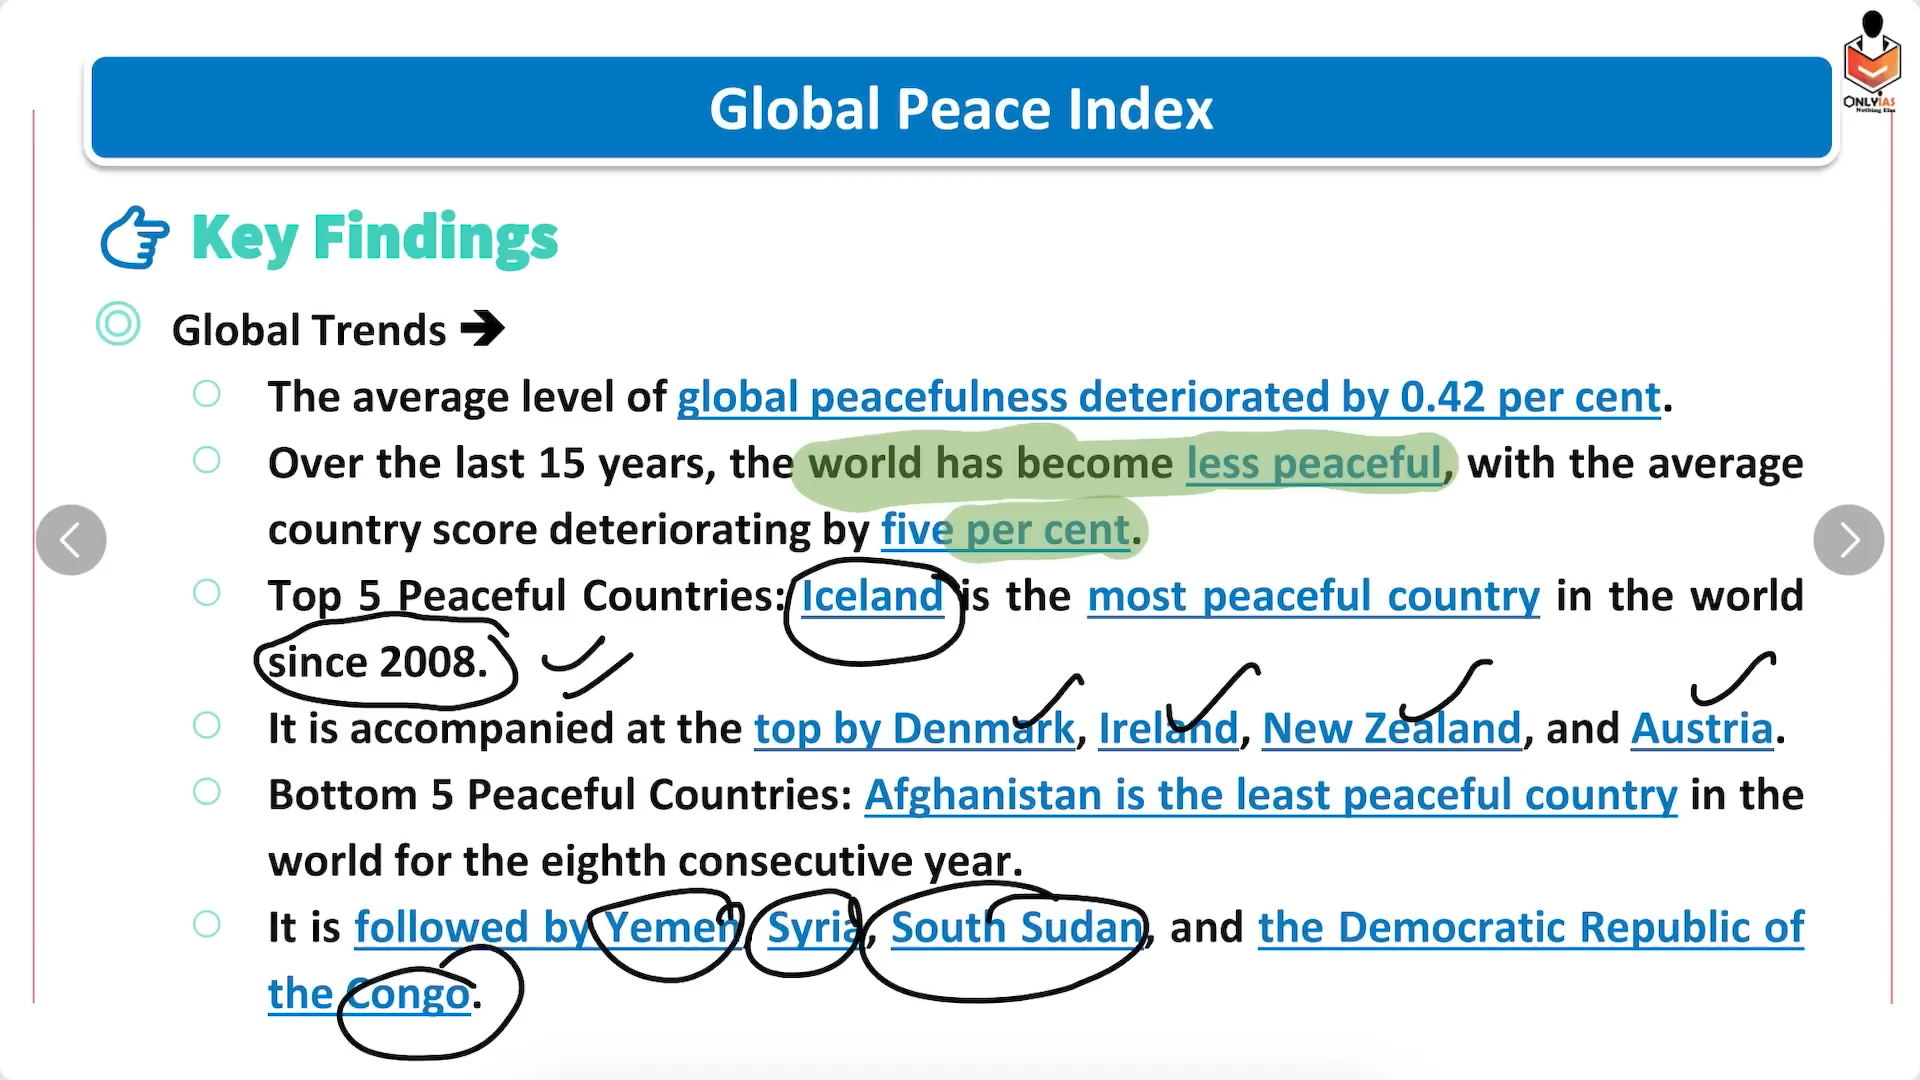 ONLYIAS
Nothing Else
Global Peace Index
Key Findings
Global Trends ➔
The average level of global peacefulness deteriorated by 0.42 per cent.
Over the last 15 years, the world has become less peaceful, with the average
country score deteriorating by five per cent.
Top 5 Peaceful Countries: Iceland is the most peaceful country in the world
since 2008.
It is accompanied at the top by Denmark, Ireland, New Zealand, and Austria.
Bottom 5 Peaceful Countries: Afghanistan is the least peaceful country in the
world for the eighth consecutive year.
It is followed by Yemen, Syria, South Sudan, and the Democratic Republic of
the Congo.